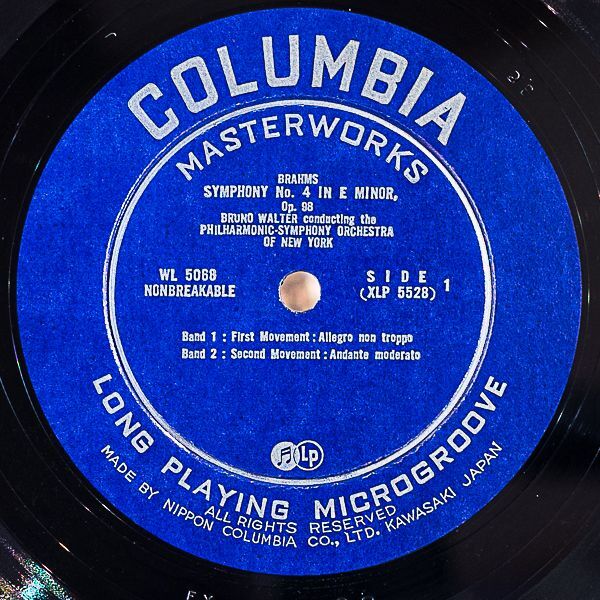 COLUMBIA
MASTERWORKS
BRAHMS
SYMPHONY No. 4 IN E MINOR,
Op. 98
BRUNO WALTER conducting the
PHILHARMONIC-SYMPHONY ORCHESTRA
OF NEW YORK
WL 5068
NONBREAKABLE
SIDE 1
(XLP 5528)
Band 1 : First Movement : Allegro non troppo
Band 2 : Second Movement : Andante moderato
Lp
LONG PLAYING MICROGROOVE
ALL RIGHTS RESERVED
MADE BY NIPPON COLUMBIA CO., LTD. KAWASAKI JAPAN